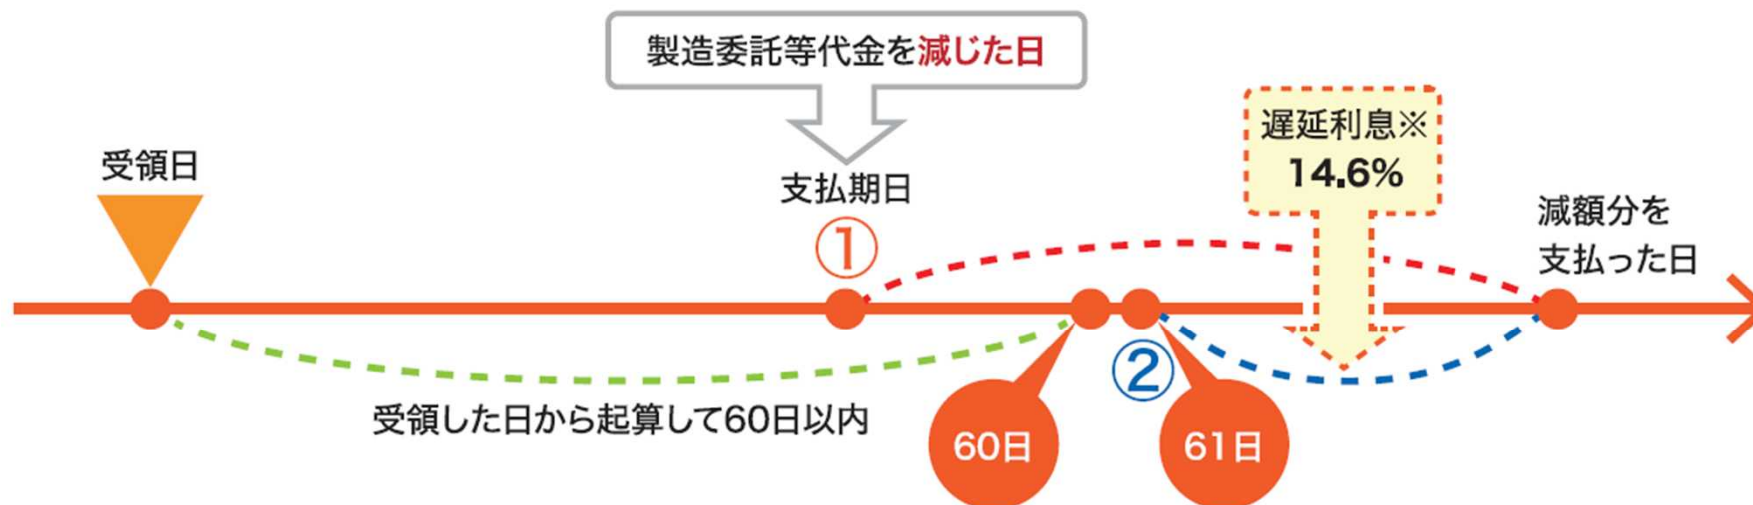 製造委託等代金を減じた日
受領日
支払期日
①
遅延利息※
14.6%
減額分を
支払った日
②
受領した日から起算して60日以内
60日
61日